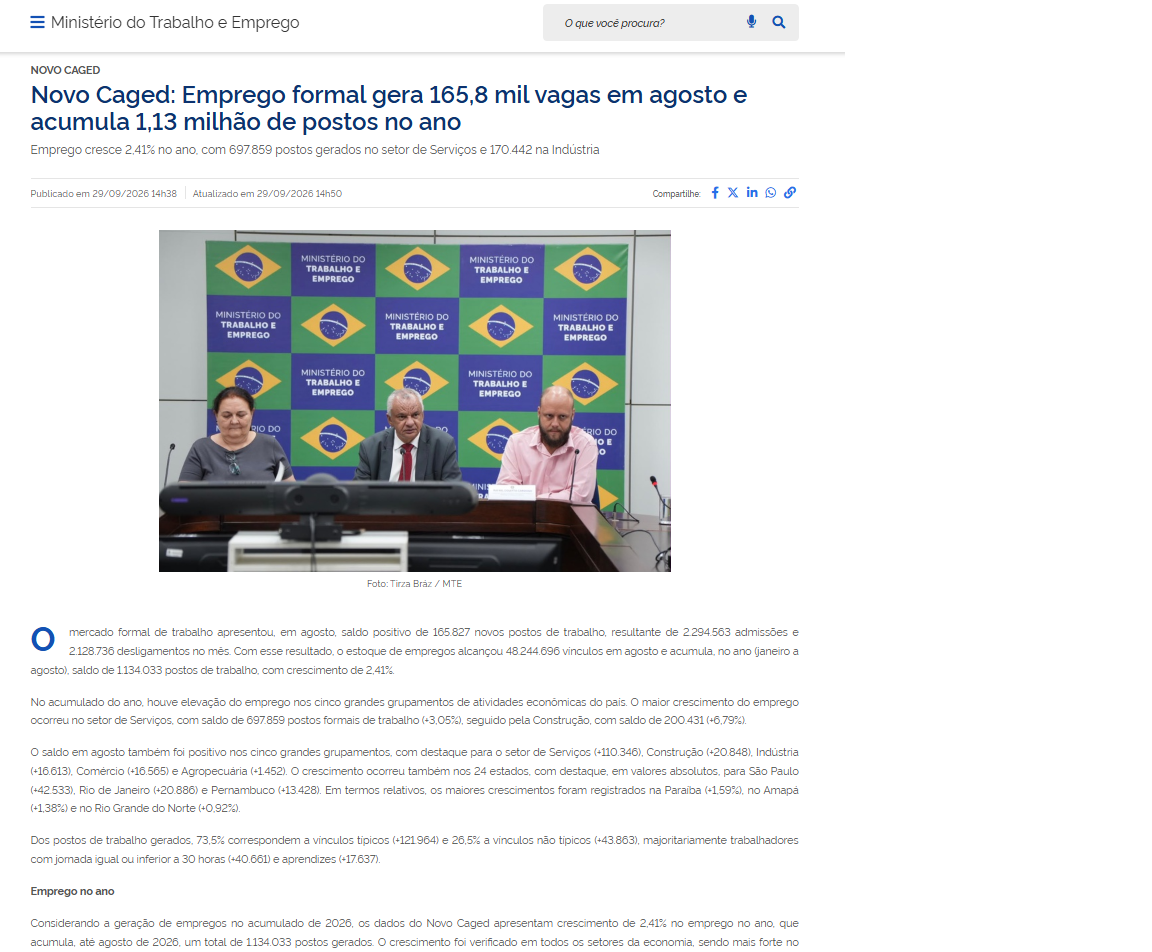 Ministério do Trabalho e Emprego
O que você procura?
NOVO CAGED
Novo Caged: Emprego formal gera 165,8 mil vagas em agosto e
acumula 1,13 milhão de postos no ano
Emprego cresce 2,41% no ano, com 697.859 postos gerados no setor de Serviços e 170.442 na Indústria
Publicado em 29/09/2026 14h38 Atualizado em 29/09/2026 14h50
Compartilhe:
MINISTÉRIO DO
TRABALHO E
EMPREGO
MINISTÉRIO DO
TRABALHO E
EMPREGO
MINISTÉRIO DO
TRABALHO E
EMPREGO
MINISTÉRIO DO
TRABALHO E
EMPREGO
MINISTÉRIO DO
TRABALHO E
EMPREGO
MINISTÉRIO DO
TRABALHO E
EMPREGO
MINISTÉRIO DO
TRABALHO E
EMPREGO
Foto: Tirza Bráz / MTE
O mercado formal de trabalho apresentou, em agosto, saldo positivo de 165.827 novos postos de trabalho, resultante de 2.294.563 admissões e
2.128.736 desligamentos no mês. Com esse resultado, o estoque de empregos alcançou 48.244.696 vínculos em agosto e acumula, no ano (janeiro a
agosto), saldo de 1.134.033 postos de trabalho, com crescimento de 2,41%.
No acumulado do ano, houve elevação do emprego nos cinco grandes grupamentos de atividades econômicas do país. O maior crescimento do emprego
ocorreu no setor de Serviços, com saldo de 697.859 postos formais de trabalho (+3,05%), seguido pela Construção, com saldo de 200.431 (+6,79%).
O saldo em agosto também foi positivo nos cinco grandes grupamentos, com destaque para o setor de Serviços (+110.346), Construção (+20.848), Indústria
(+16.613), Comércio (+16.565) e Agropecuária (+1.452). O crescimento ocorreu também nos 24 estados, com destaque, em valores absolutos, para São Paulo
(+42.533), Rio de Janeiro (+20.886) e Pernambuco (+13.428). Em termos relativos, os maiores crescimentos foram registrados na Paraíba (+1,59%), no Amapá
(+1,38%) e no Rio Grande do Norte (+0,92%).
Dos postos de trabalho gerados, 73,5% correspondem a vínculos típicos (+121.964) e 26,5% a vínculos não típicos (+43.863), majoritariamente trabalhadores
com jornada igual ou inferior a 30 horas (+40.661) e aprendizes (+17.637).
Emprego no ano
Considerando a geração de empregos no acumulado de 2026, os dados do Novo Caged apresentam crescimento de 2,41% no emprego no ano, que
acumula, até agosto de 2026, um total de 1.134.033 postos gerados. O crescimento foi verificado em todos os setores da economia, sendo mais forte no